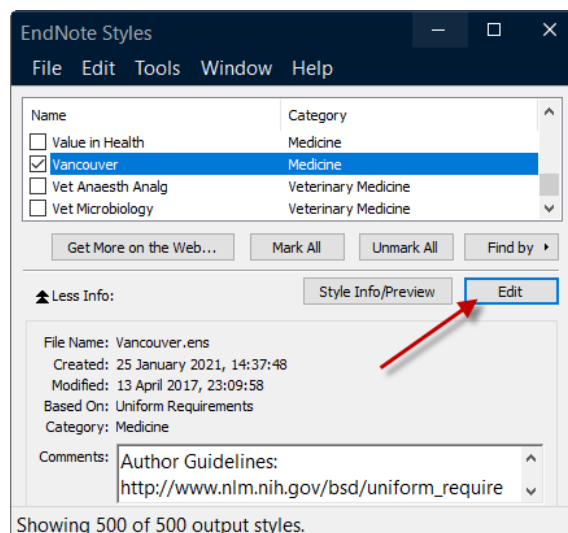 EndNote Styles
File Edit Tools Window Help
Name Category
Value in Health Medicine
Vancouver Medicine
Vet Anaesth Analg Veterinary Medicine
Vet Microbiology Veterinary Medicine
Get More on the Web... Mark All Unmark All Find by
Less Info: Style Info/Preview Edit
File Name: Vancouver.ens
Created: 25 January 2021, 14:37:48
Modified: 13 April 2017, 23:09:58
Based On: Uniform Requirements
Category: Medicine
Comments: Author Guidelines:
http://www.nlm.nih.gov/bsd/uniform_require
Showing 500 of 500 output styles.